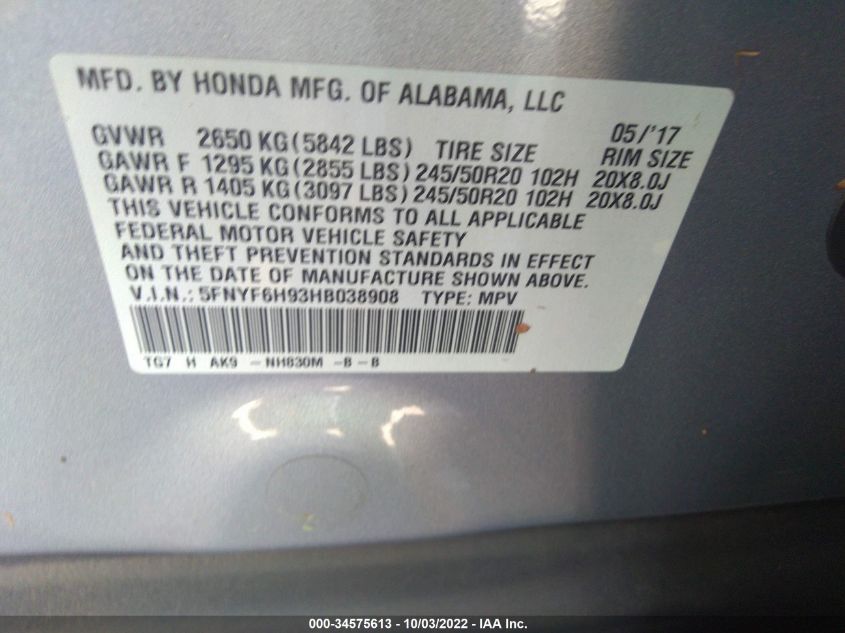 MFD. BY HONDA MFG. OF ALABAMA, LLC
05/'17
GVWR 2650 KG (5842 LBS) TIRE SIZE RIM SIZE
GAWR F 1295 KG (2855 LBS) 245/50R20 102H 20X8.0J
GAWR R 1405 KG (3097 LBS) 245/50R20 102H 20X8.0J
THIS VEHICLE CONFORMS TO ALL APPLICABLE
FEDERAL MOTOR VEHICLE SAFETY
AND THEFT PREVENTION STANDARDS IN EFFECT
ON THE DATE OF MANUFACTURE SHOWN ABOVE.
V.I.N.: 5FNYF6H93HB038908 TYPE: MPV
TG7 H AK9 -NH830M -B-B
000-34575613 - 10/03/2022 - IAA Inc.